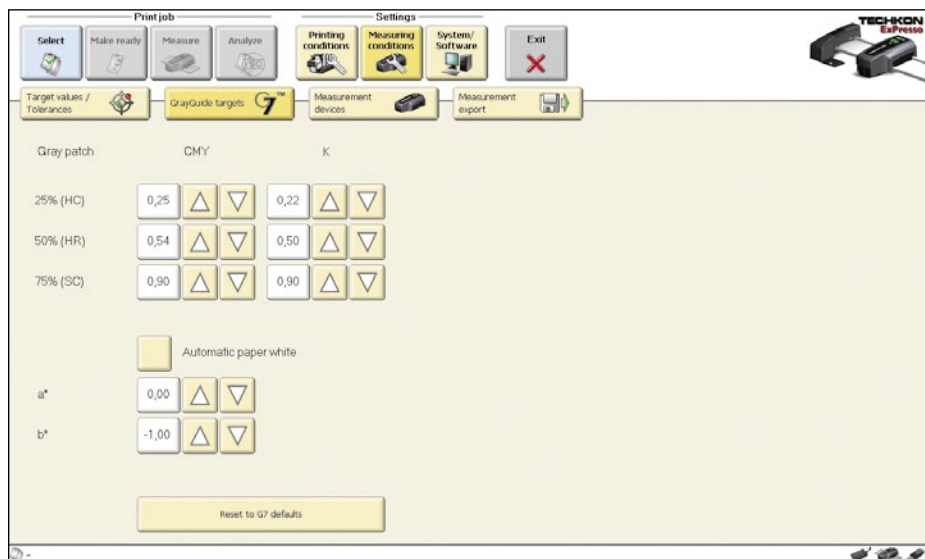 Print job
Settings
Select
Make ready
Measure
Analyze
Printing
conditions
Measuring
conditions
System/
Software
Exit
TECHKON
ExPresso
Target values /
Tolerances
GrayGuide targets G7™
Measurement
devices
Measurement
export
Gray patch CMY K
25% (HC) 0,25 0,22
50% (HR) 0,54 0,50
75% (SC) 0,90 0,90
Automatic paper white
a* 0,00
b* -1,00
Reset to G7 defaults
-